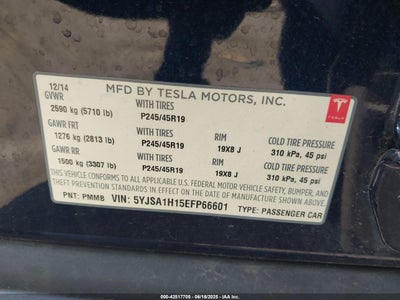 12/14
MFD BY TESLA MOTORS, INC.
TESLA
GVWR
2590 kg (5710 lb)
WITH TIRES
P245/45R19
GAWR FRT
1276 kg (2813 lb)
WITH TIRES
P245/45R19
RIM
19X8 J
COLD TIRE PRESSURE
310 kPa, 45 psi
GAWR RR
1500 kg (3307 lb)
WITH TIRES
P245/45R19
RIM
19X8 J
COLD TIRE PRESSURE
310 kPa, 45 psi
THIS VEHICLE CONFORMS TO ALL APPLICABLE U.S. FEDERAL MOTOR VEHICLE SAFETY, BUMPER, AND
THEFT PREVENTION STANDARDS IN EFFECT ON THE DATE OF MANUFACTURE SHOWN ABOVE.
PNT: PMMB VIN: 5YJSA1H15EFP66601 TYPE: PASSENGER CAR
© IAA 42517705 - 06/16/2025 - IAAI.COM